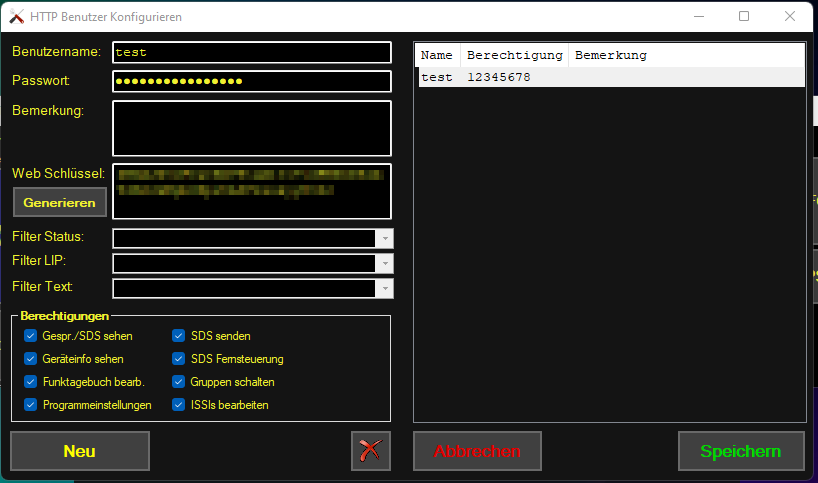 HTTP Benutzer Konfigurieren
Benutzername: test
Passwort: ●●●●●●●●●●●●●●●●
Bemerkung:
Web Schlüssel:
Generieren
Filter Status:
Filter LIP:
Filter Text:
Berechtigungen
Gespr./SDS sehen SDS senden
Geräteinfo sehen SDS Fernsteuerung
Funktagebuch bearb. Gruppen schalten
Programmeinstellungen ISSIs bearbeiten
Neu
Name Berechtigung Bemerkung
test 12345678
Abbrechen Speichern